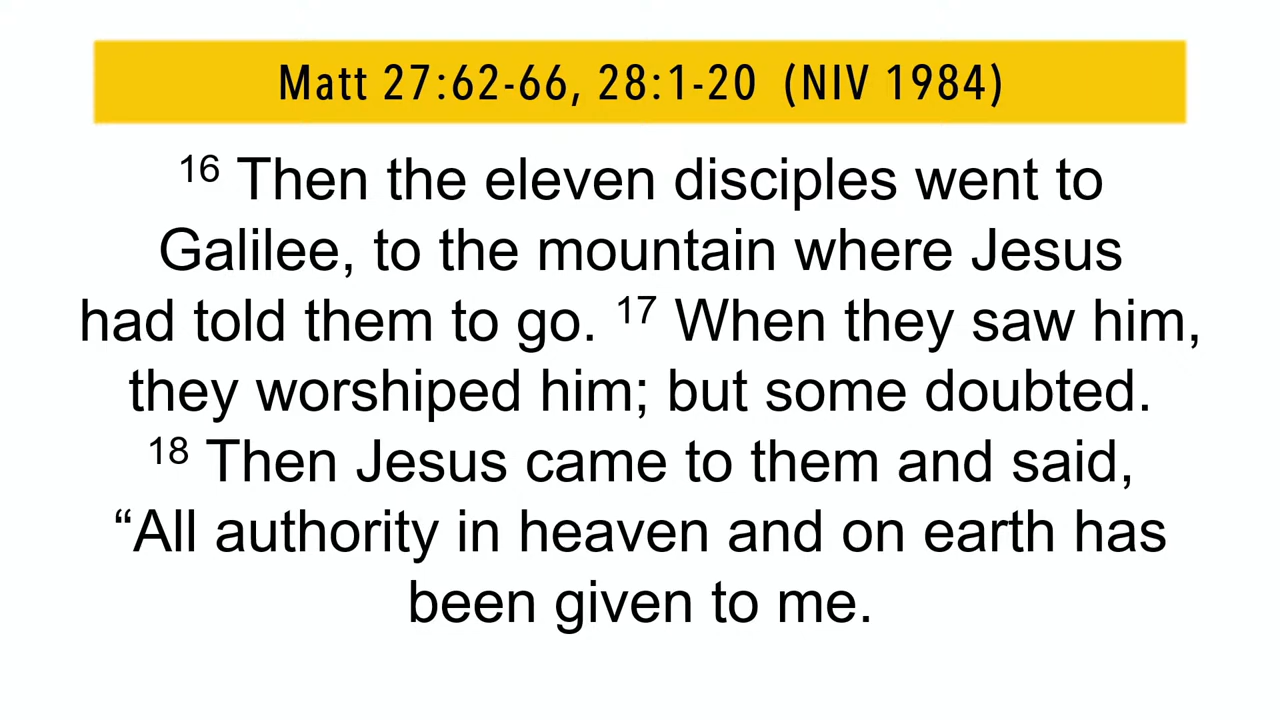 Matt 27:62-66, 28:1-20 (NIV 1984)
16 Then the eleven disciples went to
Galilee, to the mountain where Jesus
had told them to go. 17 When they saw him,
they worshiped him; but some doubted.
18 Then Jesus came to them and said,
“All authority in heaven and on earth has
been given to me.